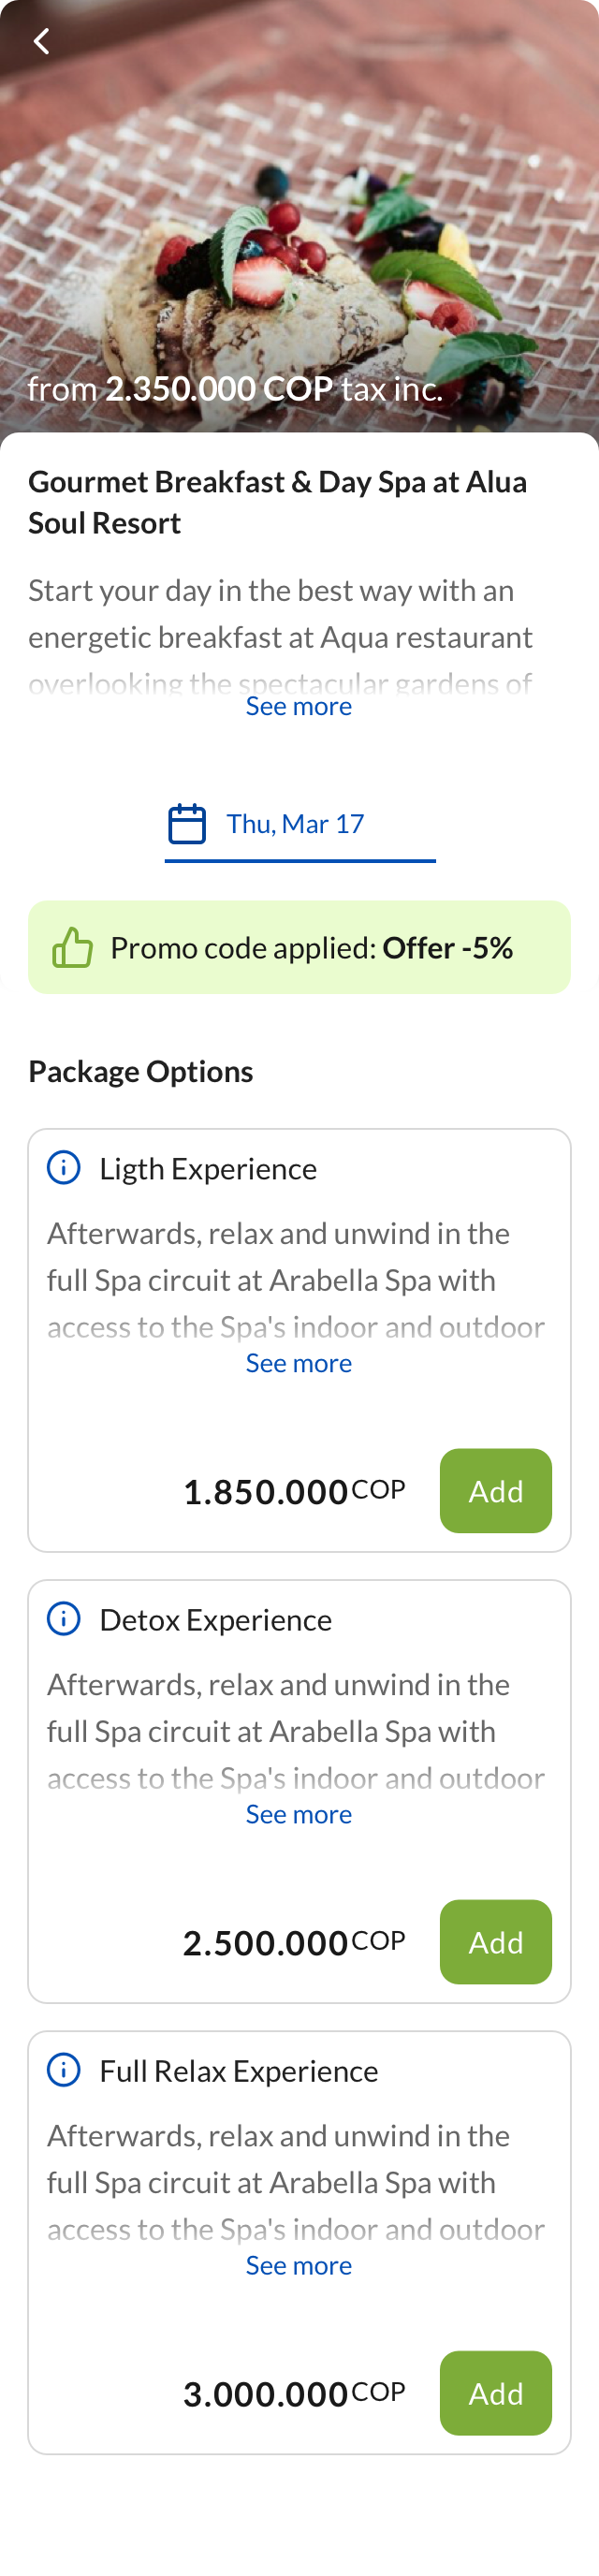 from 2.350.000 COP tax inc.
Gourmet Breakfast & Day Spa at Alua
Soul Resort
Start your day in the best way with an
energetic breakfast at Aqua restaurant
overlooking the spectacular gardens of
See more
Thu, Mar 17
Promo code applied: Offer -5%
Package Options
Ligth Experience
Afterwards, relax and unwind in the
full Spa circuit at Arabella Spa with
access to the Spa's indoor and outdoor
See more
1.850.000 COP
Add
Detox Experience
Afterwards, relax and unwind in the
full Spa circuit at Arabella Spa with
access to the Spa's indoor and outdoor
See more
2.500.000 COP
Add
Full Relax Experience
Afterwards, relax and unwind in the
full Spa circuit at Arabella Spa with
access to the Spa's indoor and outdoor
See more
3.000.000 COP
Add